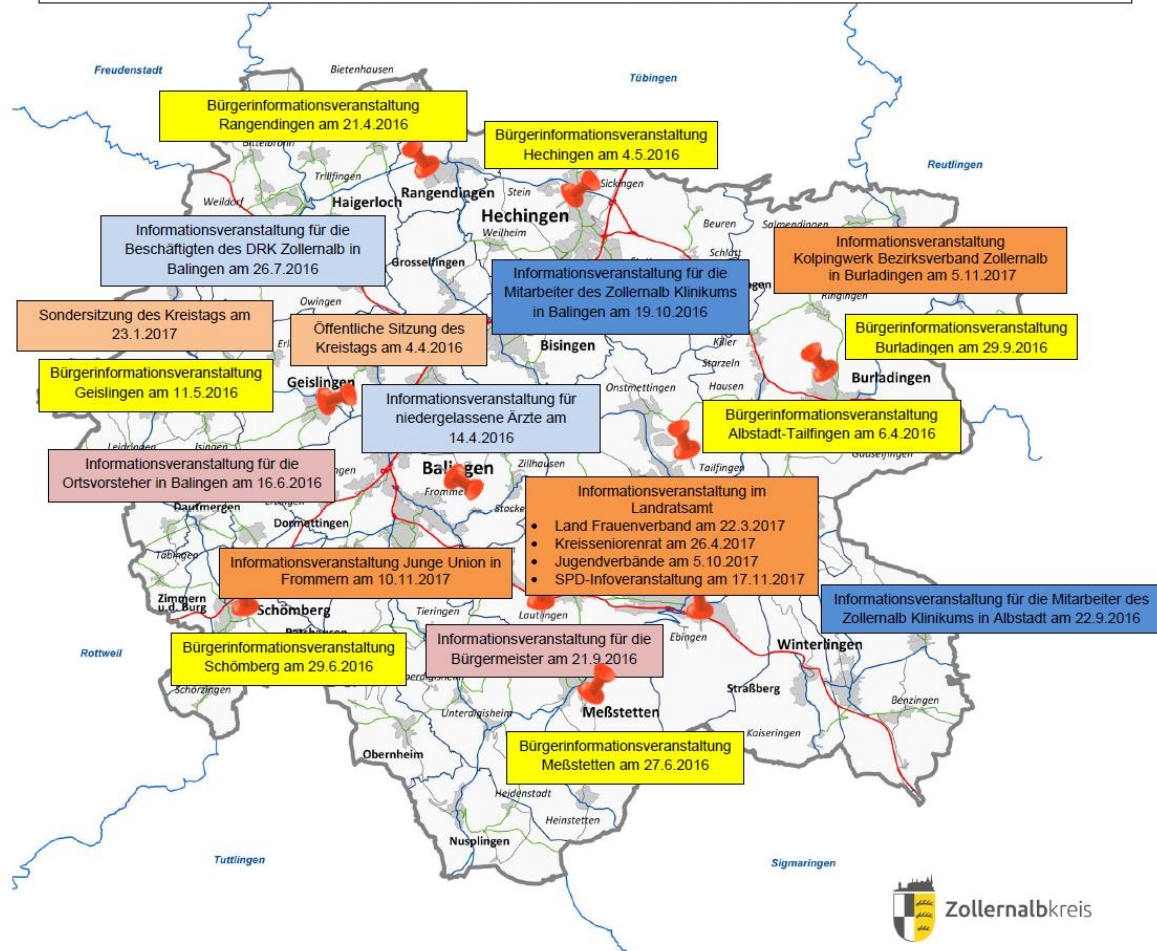 Freudenstadt
Bietenhausen
Tübingen
Bürgerinformationsveranstaltung
Rangendingen am 21.4.2016
Bürgerinformationsveranstaltung
Hechingen am 4.5.2016
Reutlingen
Trillfingen
Rangendingen
Stein
Sickingen
Weildorf
Haigerloch
Hechingen
Weilheim
Beuren
Salmendingen
Schlatt
Informationsveranstaltung für die
Beschäftigten des DRK Zollernalb in
Balingen am 26.7.2016
Grosselfingen
Informationsveranstaltung für die
Mitarbeiter des Zollernalb Klinikums
in Balingen am 19.10.2016
Informationsveranstaltung
Kolpingwerk Bezirksverband Zollernalb
in Burladingen am 5.11.2017
Ringingen
Owingen
Sondersitzung des Kreistags am
23.1.2017
Öffentliche Sitzung des
Kreistags am 4.4.2016
Bisingen
Killer
Starzeln
Hausen
Bürgerinformationsveranstaltung
Burladingen am 29.9.2016
Burladingen
Bürgerinformationsveranstaltung
Geislingen am 11.5.2016
Geislingen
Onstmettingen
Informationsveranstaltung für
niedergelassene Ärzte am
14.4.2016
Bürgerinformationsveranstaltung
Albstadt-Tailfingen am 6.4.2016
Gauselfingen
Leidringen
Isingen
Informationsveranstaltung für die
Ortsvorsteher in Balingen am 16.6.2016
Balingen
Zillhausen
Tailfingen
Dautmergen
Dormettingen
Täbingen
Informationsveranstaltung im
Landratsamt
• Land Frauenverband am 22.3.2017
• Kreisseniorenrat am 26.4.2017
• Jugendverbände am 5.10.2017
• SPD-Infoveranstaltung am 17.11.2017
Informationsveranstaltung Junge Union in
Frommern am 10.11.2017
Zimmern
u.d. Burg
Schömberg
Tieringen
Lautlingen
Ebingen
Informationsveranstaltung für die Mitarbeiter des
Zollernalb Klinikums in Albstadt am 22.9.2016
Rottweil
Bürgerinformationsveranstaltung
Schömberg am 29.6.2016
Informationsveranstaltung für die
Bürgermeister am 21.9.2016
Winterlingen
Schörzingen
Straßberg
Benzingen
Unterdigisheim
Meßstetten
Kaiseringen
Obernheim
Bürgerinformationsveranstaltung
Meßstetten am 27.6.2016
Heidenstadt
Heinstetten
Nusplingen
Tuttlingen
Sigmaringen
Zollernalbkreis